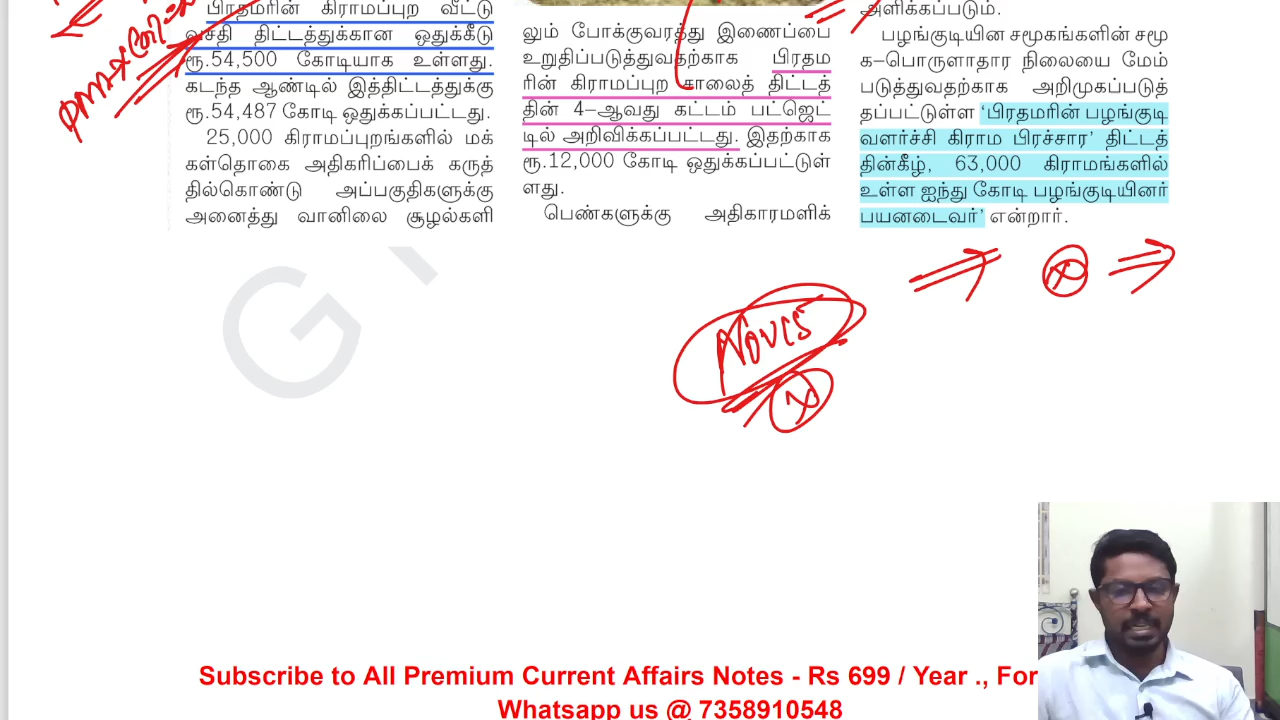 பிரதமரின் கிராமப்புற வீட்டு
வசதி திட்டத்துக்கான ஒதுக்கீடு
ரூ.54,500 கோடியாக உள்ளது.
கடந்த ஆண்டில் இத்திட்டத்துக்கு
ரூ.54,487 கோடி ஒதுக்கப்பட்டது.
25,000 கிராமப்புறங்களில் மக்
கள்தொகை அதிகரிப்பைக் கருத்
தில்கொண்டு அப்பகுதிகளுக்கு
அனைத்து வானிலை சூழல்களி
லும் போக்குவரத்து இணைப்பை
உறுதிப்படுத்துவதற்காக பிரதம
ரின் கிராமப்புற சாலைத் திட்டத்
தின் 4-ஆவது கட்டம் பட்ஜெட்
டில் அறிவிக்கப்பட்டது. இதற்காக
ரூ.12,000 கோடி ஒதுக்கப்பட்டுள்
ளது.
பெண்களுக்கு அதிகாரமளிக்
அளிக்கப்படும்.
பழங்குடியின சமூகங்களின் சமூ
க-பொருளாதார நிலையை மேம்
படுத்துவதற்காக அறிமுகப்படுத்
தப்பட்டுள்ள 'பிரதமரின் பழங்குடி
வளர்ச்சி கிராம பிரச்சார' திட்டத்
தின்கீழ், 63,000 கிராமங்களில்
உள்ள ஐந்து கோடி பழங்குடியினர்
பயனடைவர்' என்றார்.
Subscribe to All Premium Current Affairs Notes - Rs 699 / Year ., For
Whatsapp us @ 7358910548